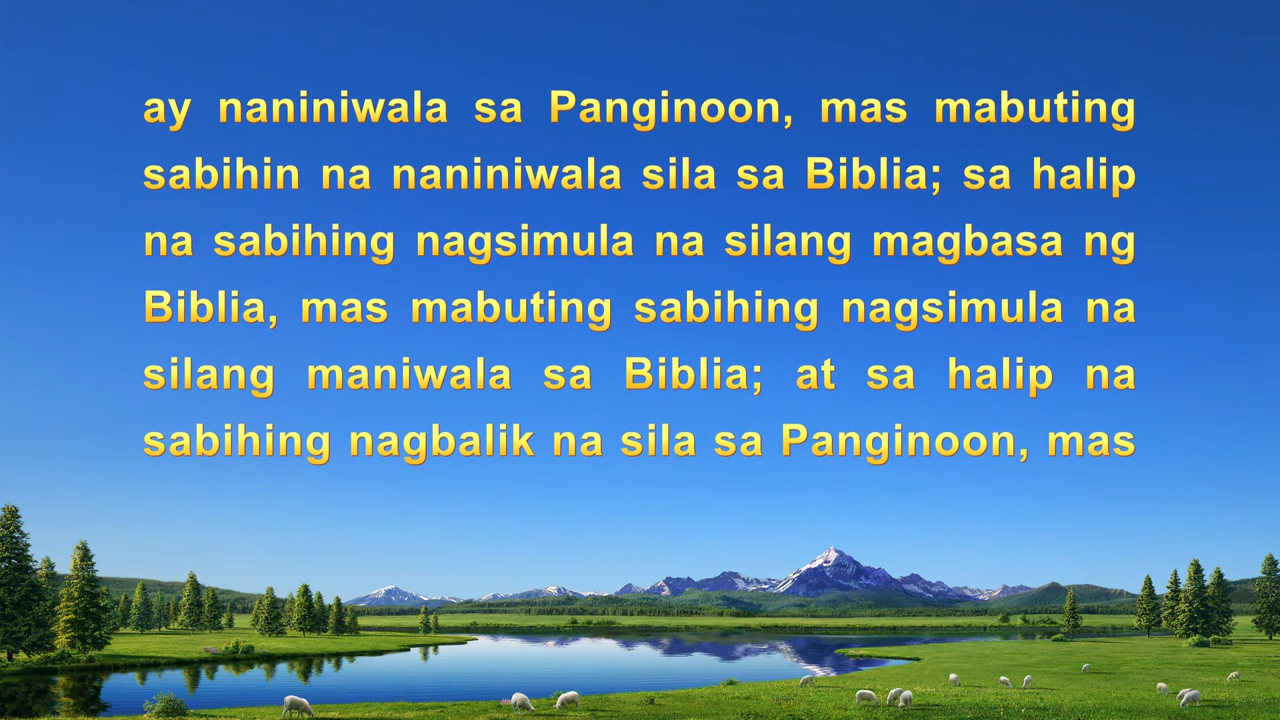 ay naniniwala sa Panginoon, mas mabuting
sabihin na naniniwala sila sa Biblia; sa halip
na sabihing nagsimula na silang magbasa ng
Biblia, mas mabuting sabihing nagsimula na
silang maniwala sa Biblia; at sa halip na
sabihing nagbalik na sila sa Panginoon, mas